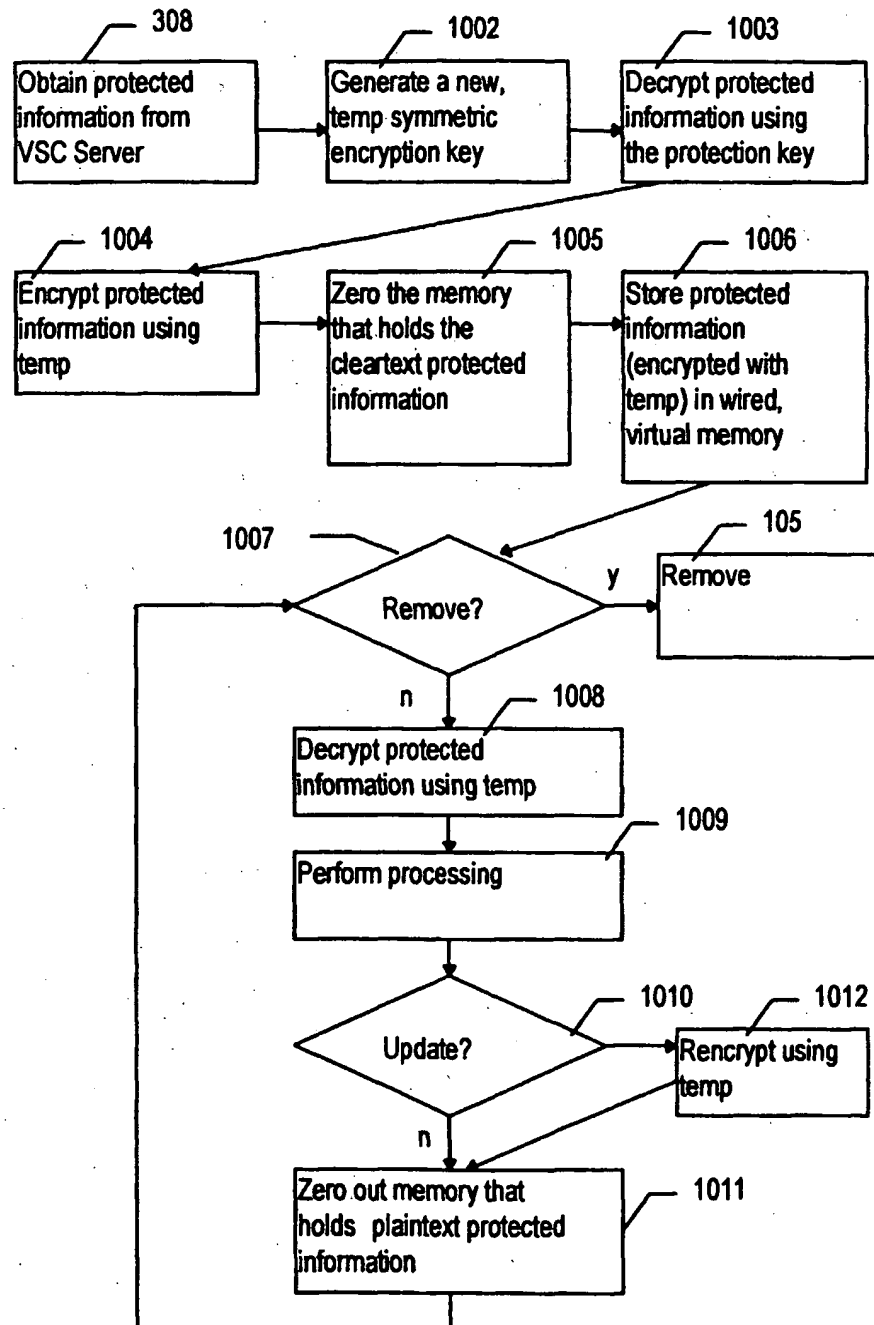 308
1002
1003
Obtain protected
information from
VSC Server
Generate a new,
temp symmetric
encryption key
Decrypt protected
information using
the protection key
1004
1005
1006
Encrypt protected
information using
temp
Zero the memory
that holds the
cleartext protected
information
Store protected
information
(encrypted with
temp) in wired,
virtual memory
1007
105
Remove?
y
Remove
n
1008
Decrypt protected
information using temp
1009
Perform processing
1010
1012
Update?
Rencrypt using
temp
n
1011
Zero out memory that
holds plaintext protected
information